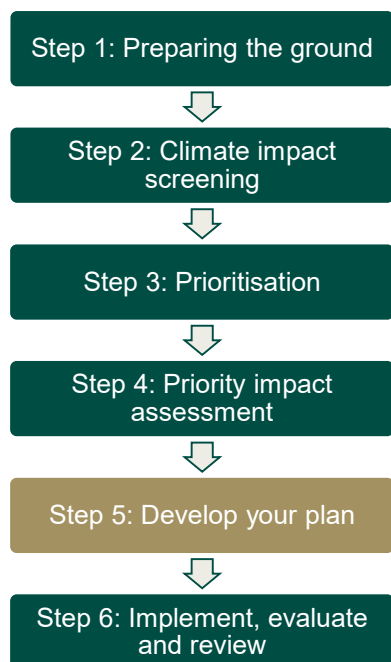 Step 1: Preparing the ground
Step 2: Climate impact
screening
Step 3: Prioritisation
Step 4: Priority impact
assessment
Step 5: Develop your plan
Step 6: Implement, evaluate
and review